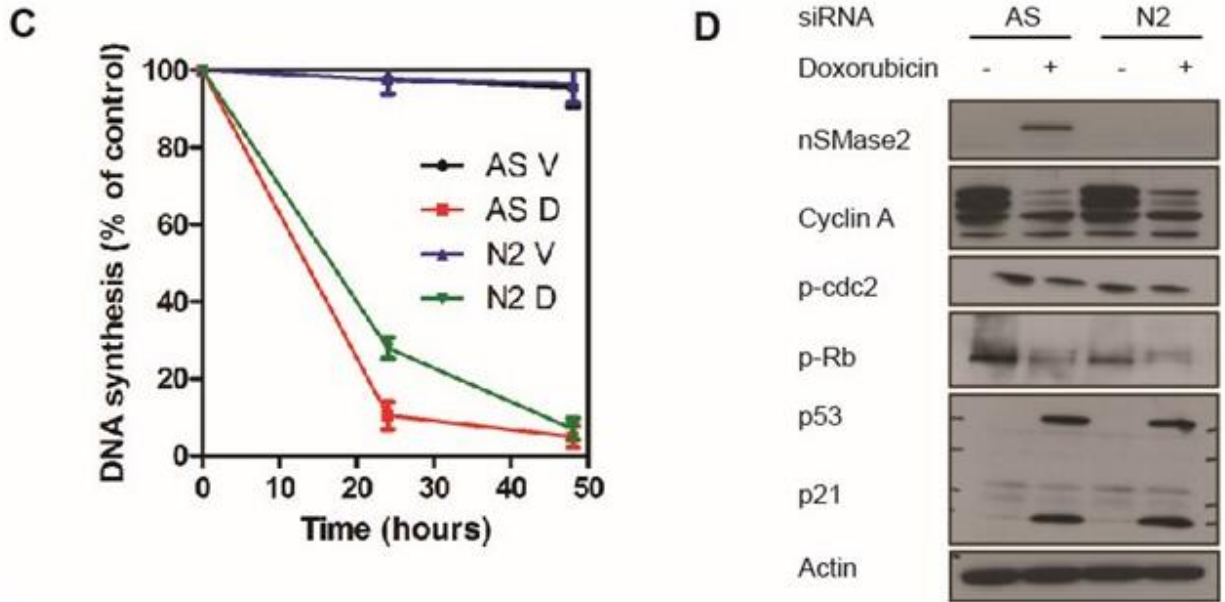 C
DNA synthesis (% of control)
100
80
60
40
20
0
AS V
AS D
N2 V
N2 D
0 10 20 30 40 50
Time (hours)
D
siRNA AS N2
Doxorubicin - + - +
nSMase2
Cyclin A
p-cdc2
p-Rb
p53
p21
Actin